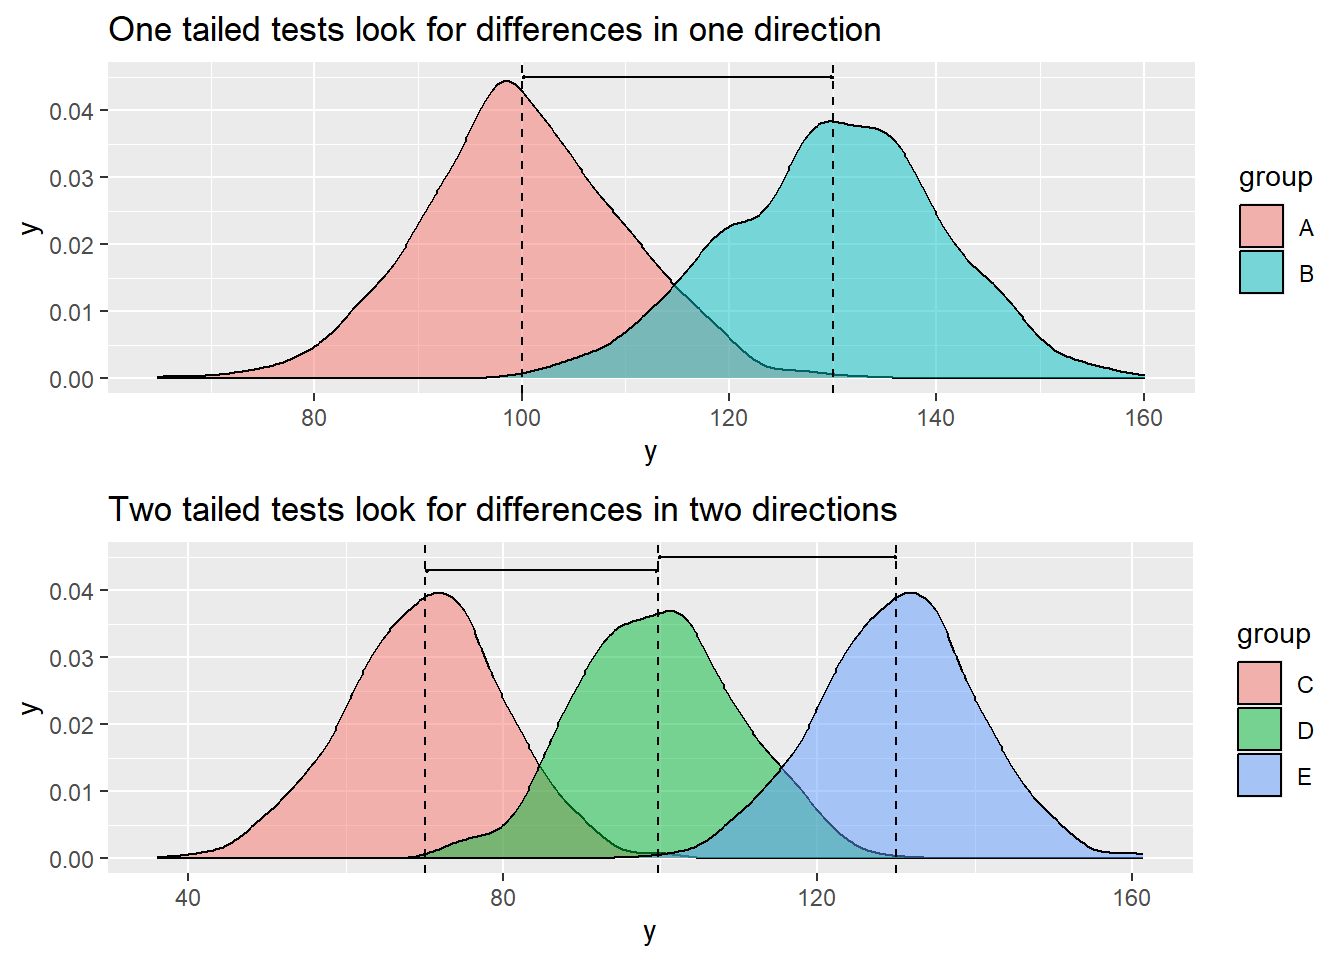 One tailed tests look for differences in one direction
y
0.04
0.03
0.02
0.01
0.00
80 100 120 140 160
y
group
A
B
Two tailed tests look for differences in two directions
y
0.04
0.03
0.02
0.01
0.00
40 80 120 160
y
group
C
D
E